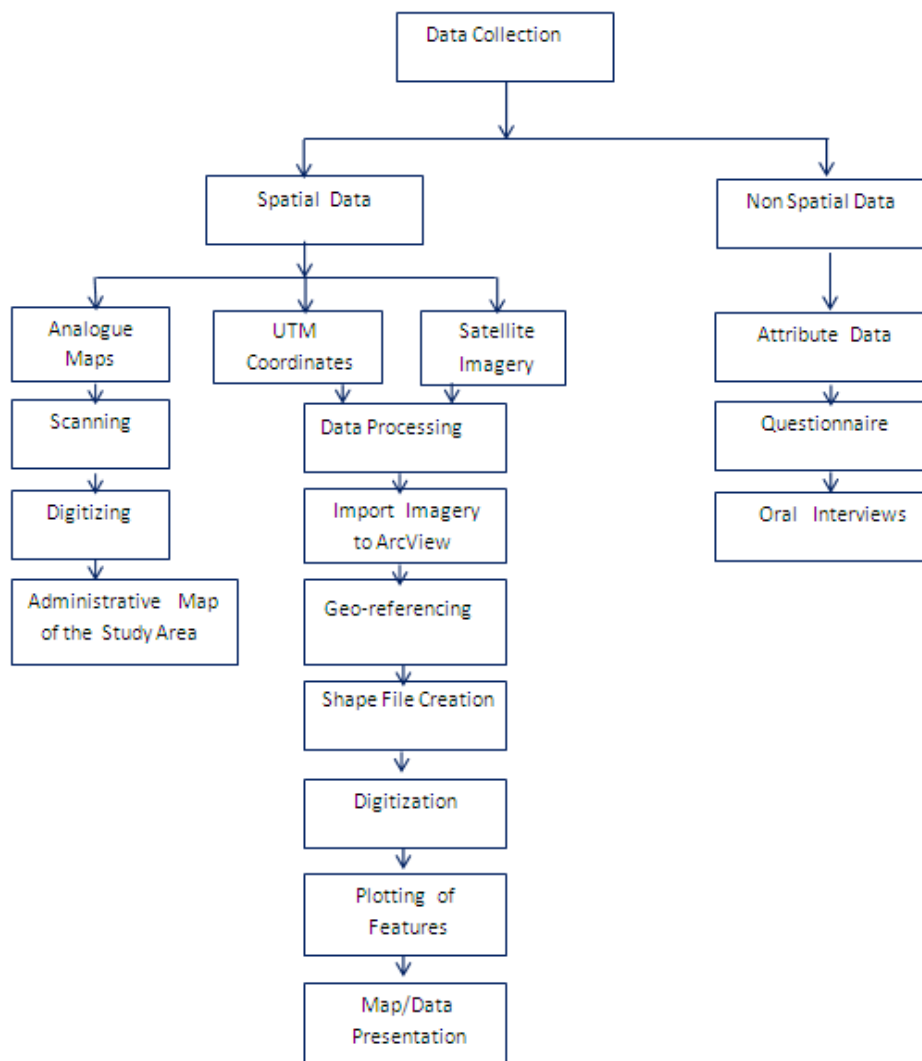 Data Collection
Spatial Data
Non Spatial Data
Analogue
Maps
UTM
Coordinates
Satellite
Imagery
Attribute Data
Scanning
Data Processing
Questionnaire
Digitizing
Import Imagery
to ArcView
Oral Interviews
Administrative Map
of the Study Area
Geo-referencing
Shape File Creation
Digitization
Plotting of
Features
Map/Data
Presentation